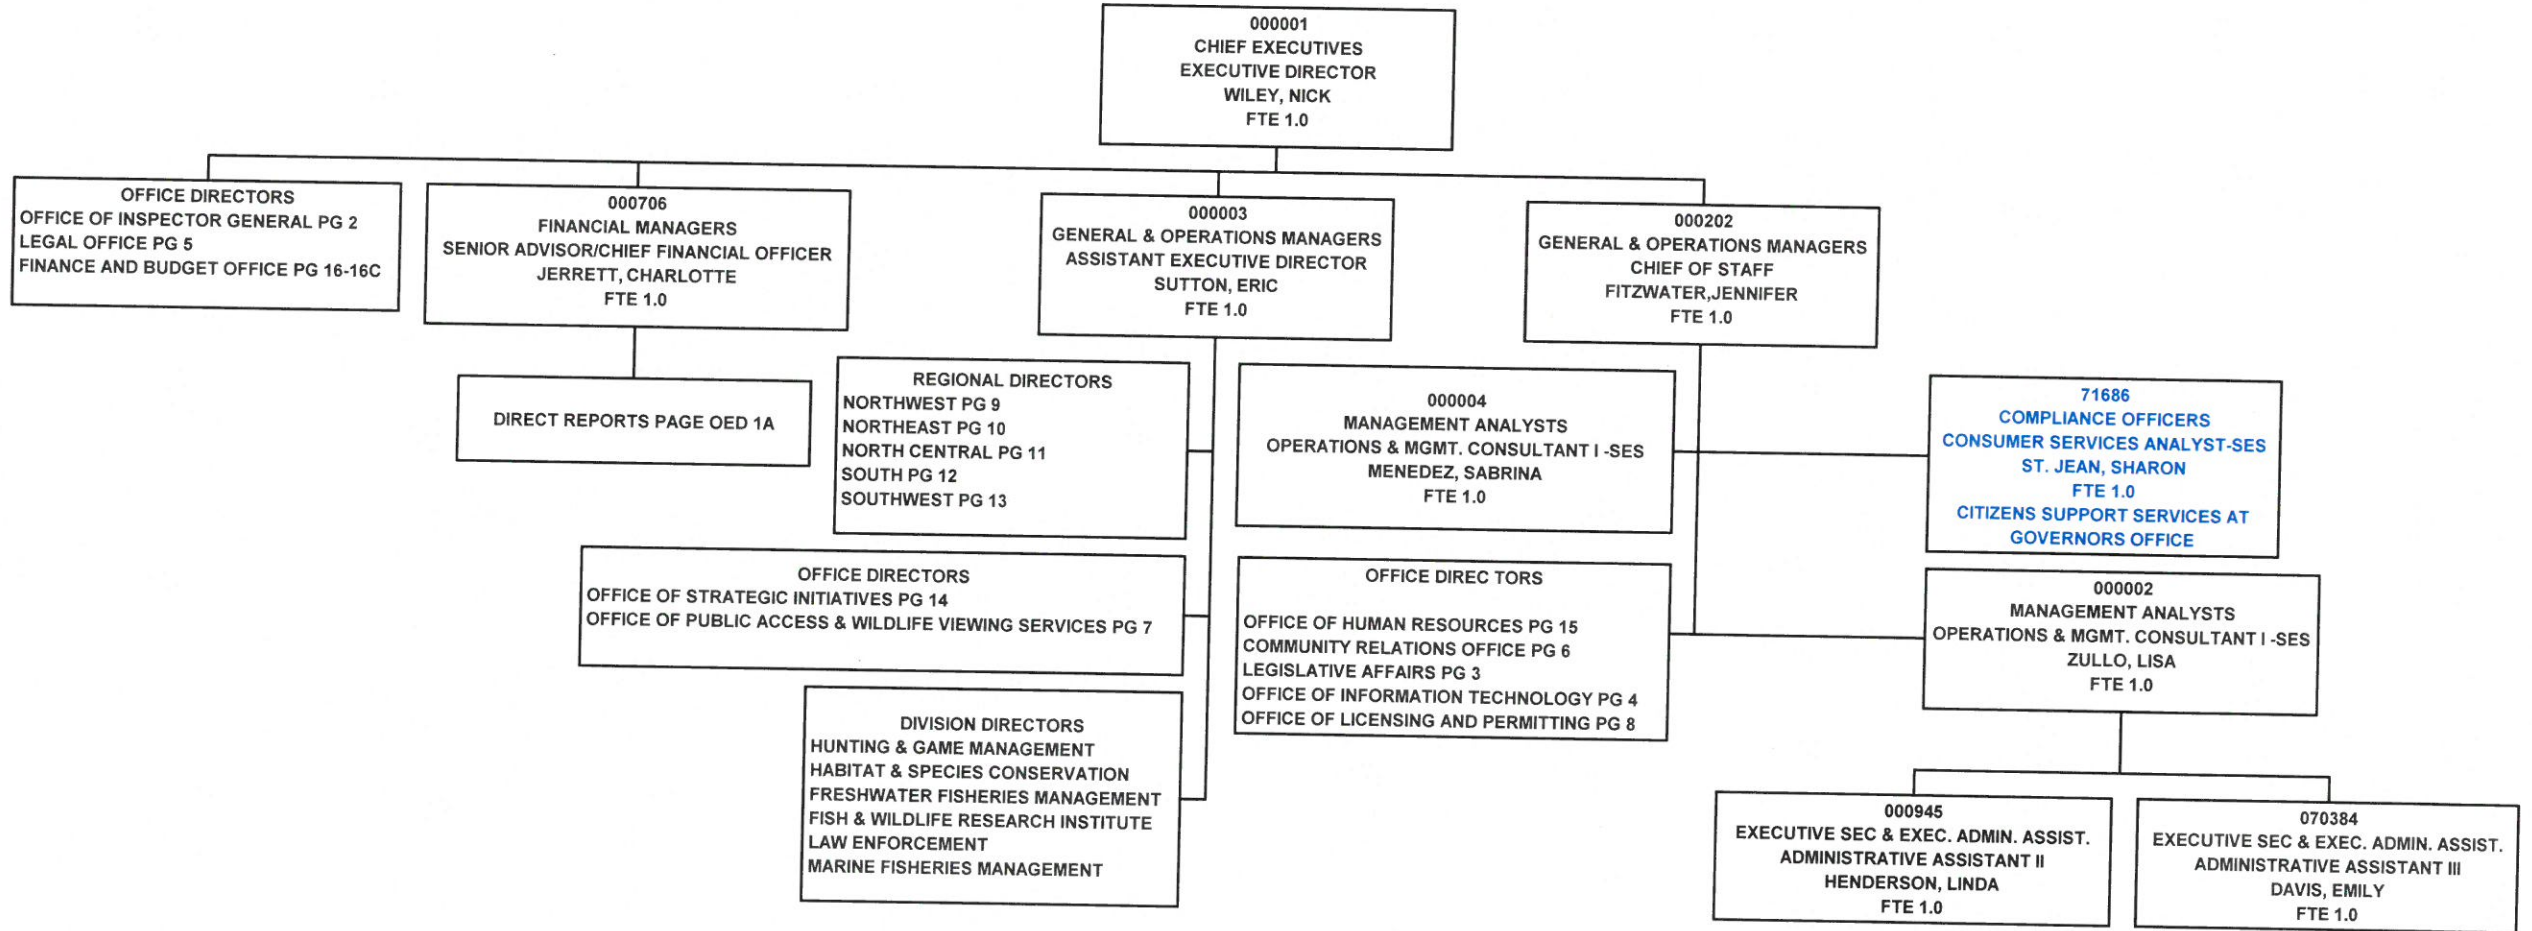 000001
CHIEF EXECUTIVES
EXECUTIVE DIRECTOR
WILEY, NICK
FTE 1.0
OFFICE DIRECTORS
OFFICE OF INSPECTOR GENERAL PG 2
LEGAL OFFICE PG 5
FINANCE AND BUDGET OFFICE PG 16-16C
000706
FINANCIAL MANAGERS
SENIOR ADVISOR/CHIEF FINANCIAL OFFICER
JERRETT, CHARLOTTE
FTE 1.0
000003
GENERAL & OPERATIONS MANAGERS
ASSISTANT EXECUTIVE DIRECTOR
SUTTON, ERIC
FTE 1.0
000202
GENERAL & OPERATIONS MANAGERS
CHIEF OF STAFF
FITZWATER,JENNIFER
FTE 1.0
DIRECT REPORTS PAGE OED 1A
REGIONAL DIRECTORS
NORTHWEST PG 9
NORTHEAST PG 10
NORTH CENTRAL PG 11
SOUTH PG 12
SOUTHWEST PG 13
000004
MANAGEMENT ANALYSTS
OPERATIONS & MGMT. CONSULTANT I -SES
MENEDEZ, SABRINA
FTE 1.0
71686
COMPLIANCE OFFICERS
CONSUMER SERVICES ANALYST-SES
ST. JEAN, SHARON
FTE 1.0
CITIZENS SUPPORT SERVICES AT
GOVERNORS OFFICE
OFFICE DIRECTORS
OFFICE OF STRATEGIC INITIATIVES PG 14
OFFICE OF PUBLIC ACCESS & WILDLIFE VIEWING SERVICES PG 7
OFFICE DIREC TORS
OFFICE OF HUMAN RESOURCES PG 15
COMMUNITY RELATIONS OFFICE PG 6
LEGISLATIVE AFFAIRS PG 3
OFFICE OF INFORMATION TECHNOLOGY PG 4
OFFICE OF LICENSING AND PERMITTING PG 8
000002
MANAGEMENT ANALYSTS
OPERATIONS & MGMT. CONSULTANT I -SES
ZULLO, LISA
FTE 1.0
DIVISION DIRECTORS
HUNTING & GAME MANAGEMENT
HABITAT & SPECIES CONSERVATION
FRESHWATER FISHERIES MANAGEMENT
FISH & WILDLIFE RESEARCH INSTITUTE
LAW ENFORCEMENT
MARINE FISHERIES MANAGEMENT
000945
EXECUTIVE SEC & EXEC. ADMIN. ASSIST.
ADMINISTRATIVE ASSISTANT II
HENDERSON, LINDA
FTE 1.0
070384
EXECUTIVE SEC & EXEC. ADMIN. ASSIST.
ADMINISTRATIVE ASSISTANT III
DAVIS, EMILY
FTE 1.0